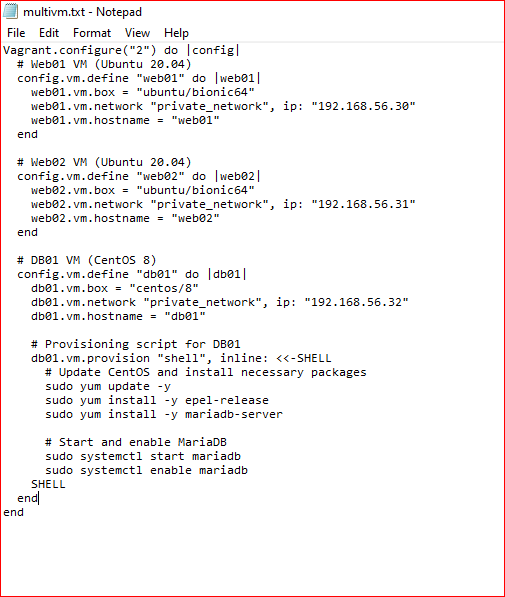 multivm.txt - Notepad
File Edit Format View Help
Vagrant.configure("2") do |config|
  # Web01 VM (Ubuntu 20.04)
  config.vm.define "web01" do |web01|
    web01.vm.box = "ubuntu/bionic64"
    web01.vm.network "private_network", ip: "192.168.56.30"
    web01.vm.hostname = "web01"
  end

  # Web02 VM (Ubuntu 20.04)
  config.vm.define "web02" do |web02|
    web02.vm.box = "ubuntu/bionic64"
    web02.vm.network "private_network", ip: "192.168.56.31"
    web02.vm.hostname = "web02"
  end

  # DB01 VM (CentOS 8)
  config.vm.define "db01" do |db01|
    db01.vm.box = "centos/8"
    db01.vm.network "private_network", ip: "192.168.56.32"
    db01.vm.hostname = "db01"

    # Provisioning script for DB01
    db01.vm.provision "shell", inline: <<-SHELL
      # Update CentOS and install necessary packages
      sudo yum update -y
      sudo yum install -y epel-release
      sudo yum install -y mariadb-server

      # Start and enable MariaDB
      sudo systemctl start mariadb
      sudo systemctl enable mariadb
    SHELL
  end
end